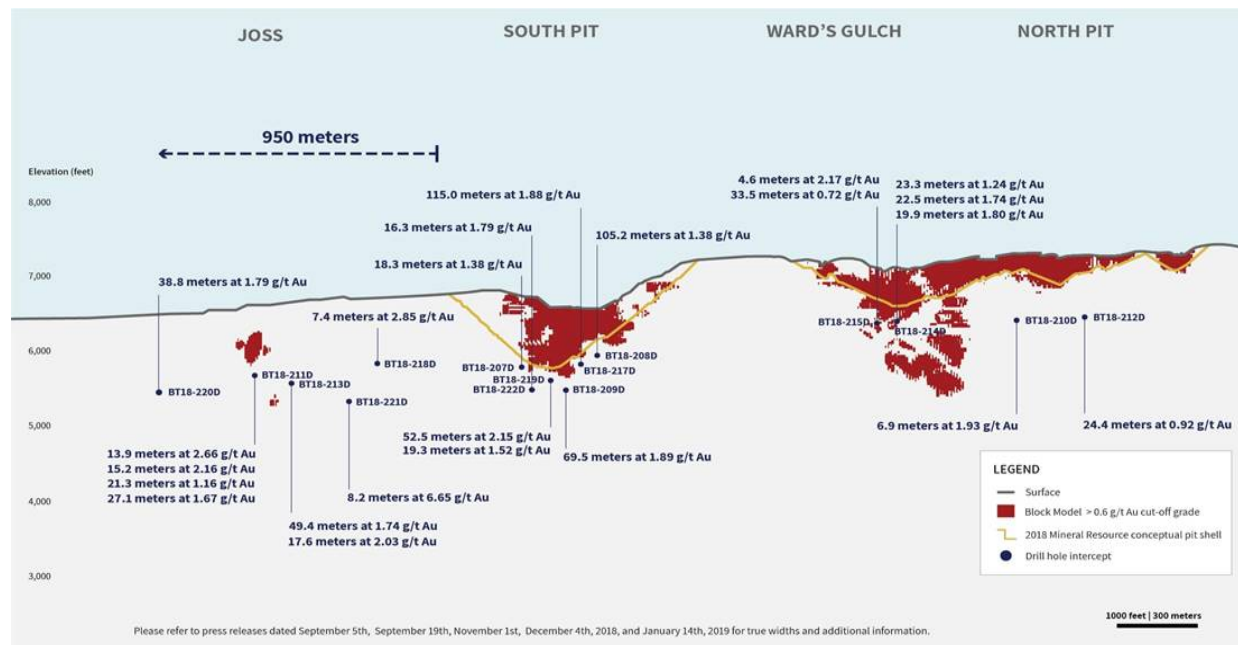 JOSS
SOUTH PIT
WARD'S GULCH
NORTH PIT
950 meters
Elevation (feet)
8,000
7,000
6,000
5,000
4,000
3,000
38.8 meters at 1.79 g/t Au
7.4 meters at 2.85 g/t Au
18.3 meters at 1.38 g/t Au
16.3 meters at 1.79 g/t Au
115.0 meters at 1.88 g/t Au
105.2 meters at 1.38 g/t Au
4.6 meters at 2.17 g/t Au
33.5 meters at 0.72 g/t Au
23.3 meters at 1.24 g/t Au
22.5 meters at 1.74 g/t Au
19.9 meters at 1.80 g/t Au
BT18-220D
BT18-211D
BT18-213D
BT18-218D
BT18-221D
BT18-207D
BT18-219D
BT18-222D
BT18-208D
BT18-217D
BT18-209D
BT18-215D
BT18-214D
BT18-210D
BT18-212D
13.9 meters at 2.66 g/t Au
15.2 meters at 2.16 g/t Au
21.3 meters at 1.16 g/t Au
27.1 meters at 1.67 g/t Au
49.4 meters at 1.74 g/t Au
17.6 meters at 2.03 g/t Au
8.2 meters at 6.65 g/t Au
52.5 meters at 2.15 g/t Au
19.3 meters at 1.52 g/t Au
69.5 meters at 1.89 g/t Au
6.9 meters at 1.93 g/t Au
24.4 meters at 0.92 g/t Au
LEGEND
Surface
Block Model > 0.6 g/t Au cut-off grade
2018 Mineral Resource conceptual pit shell
Drill hole intercept
1000 feet | 300 meters
Please refer to press releases dated September 5th, September 19th, November 1st, December 4th, 2018, and January 14th, 2019 for true widths and additional information.